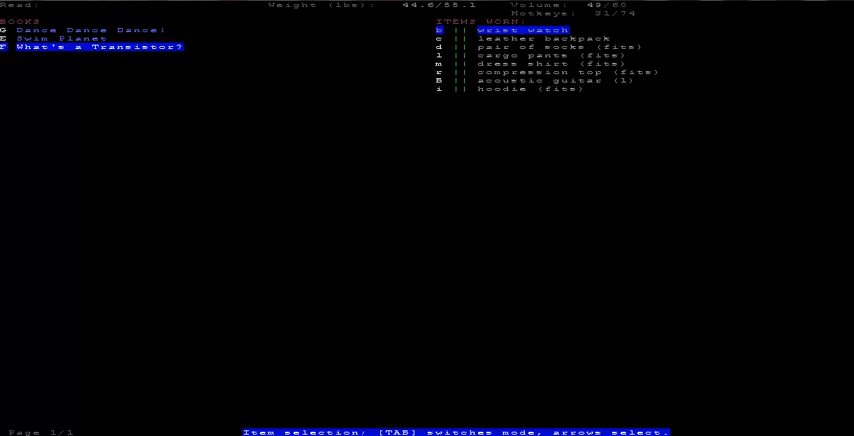 Read:
Weight (lbs): 44.6/55.1 Volume: 49/60
Hotkeys: 31/74
BOOKS
G Dance Dance Dance!
E Swim Planet
F What's a Transistor?
ITEMS WORN:
b || wrist watch
c || leather backpack
d || pair of socks (fits)
l || cargo pants (fits)
m || dress shirt (fits)
r || compression top (fits)
B || acoustic guitar (1)
i || hoodie (fits)
Page 1/1
Item selection; [TAB] switches mode, arrows select.